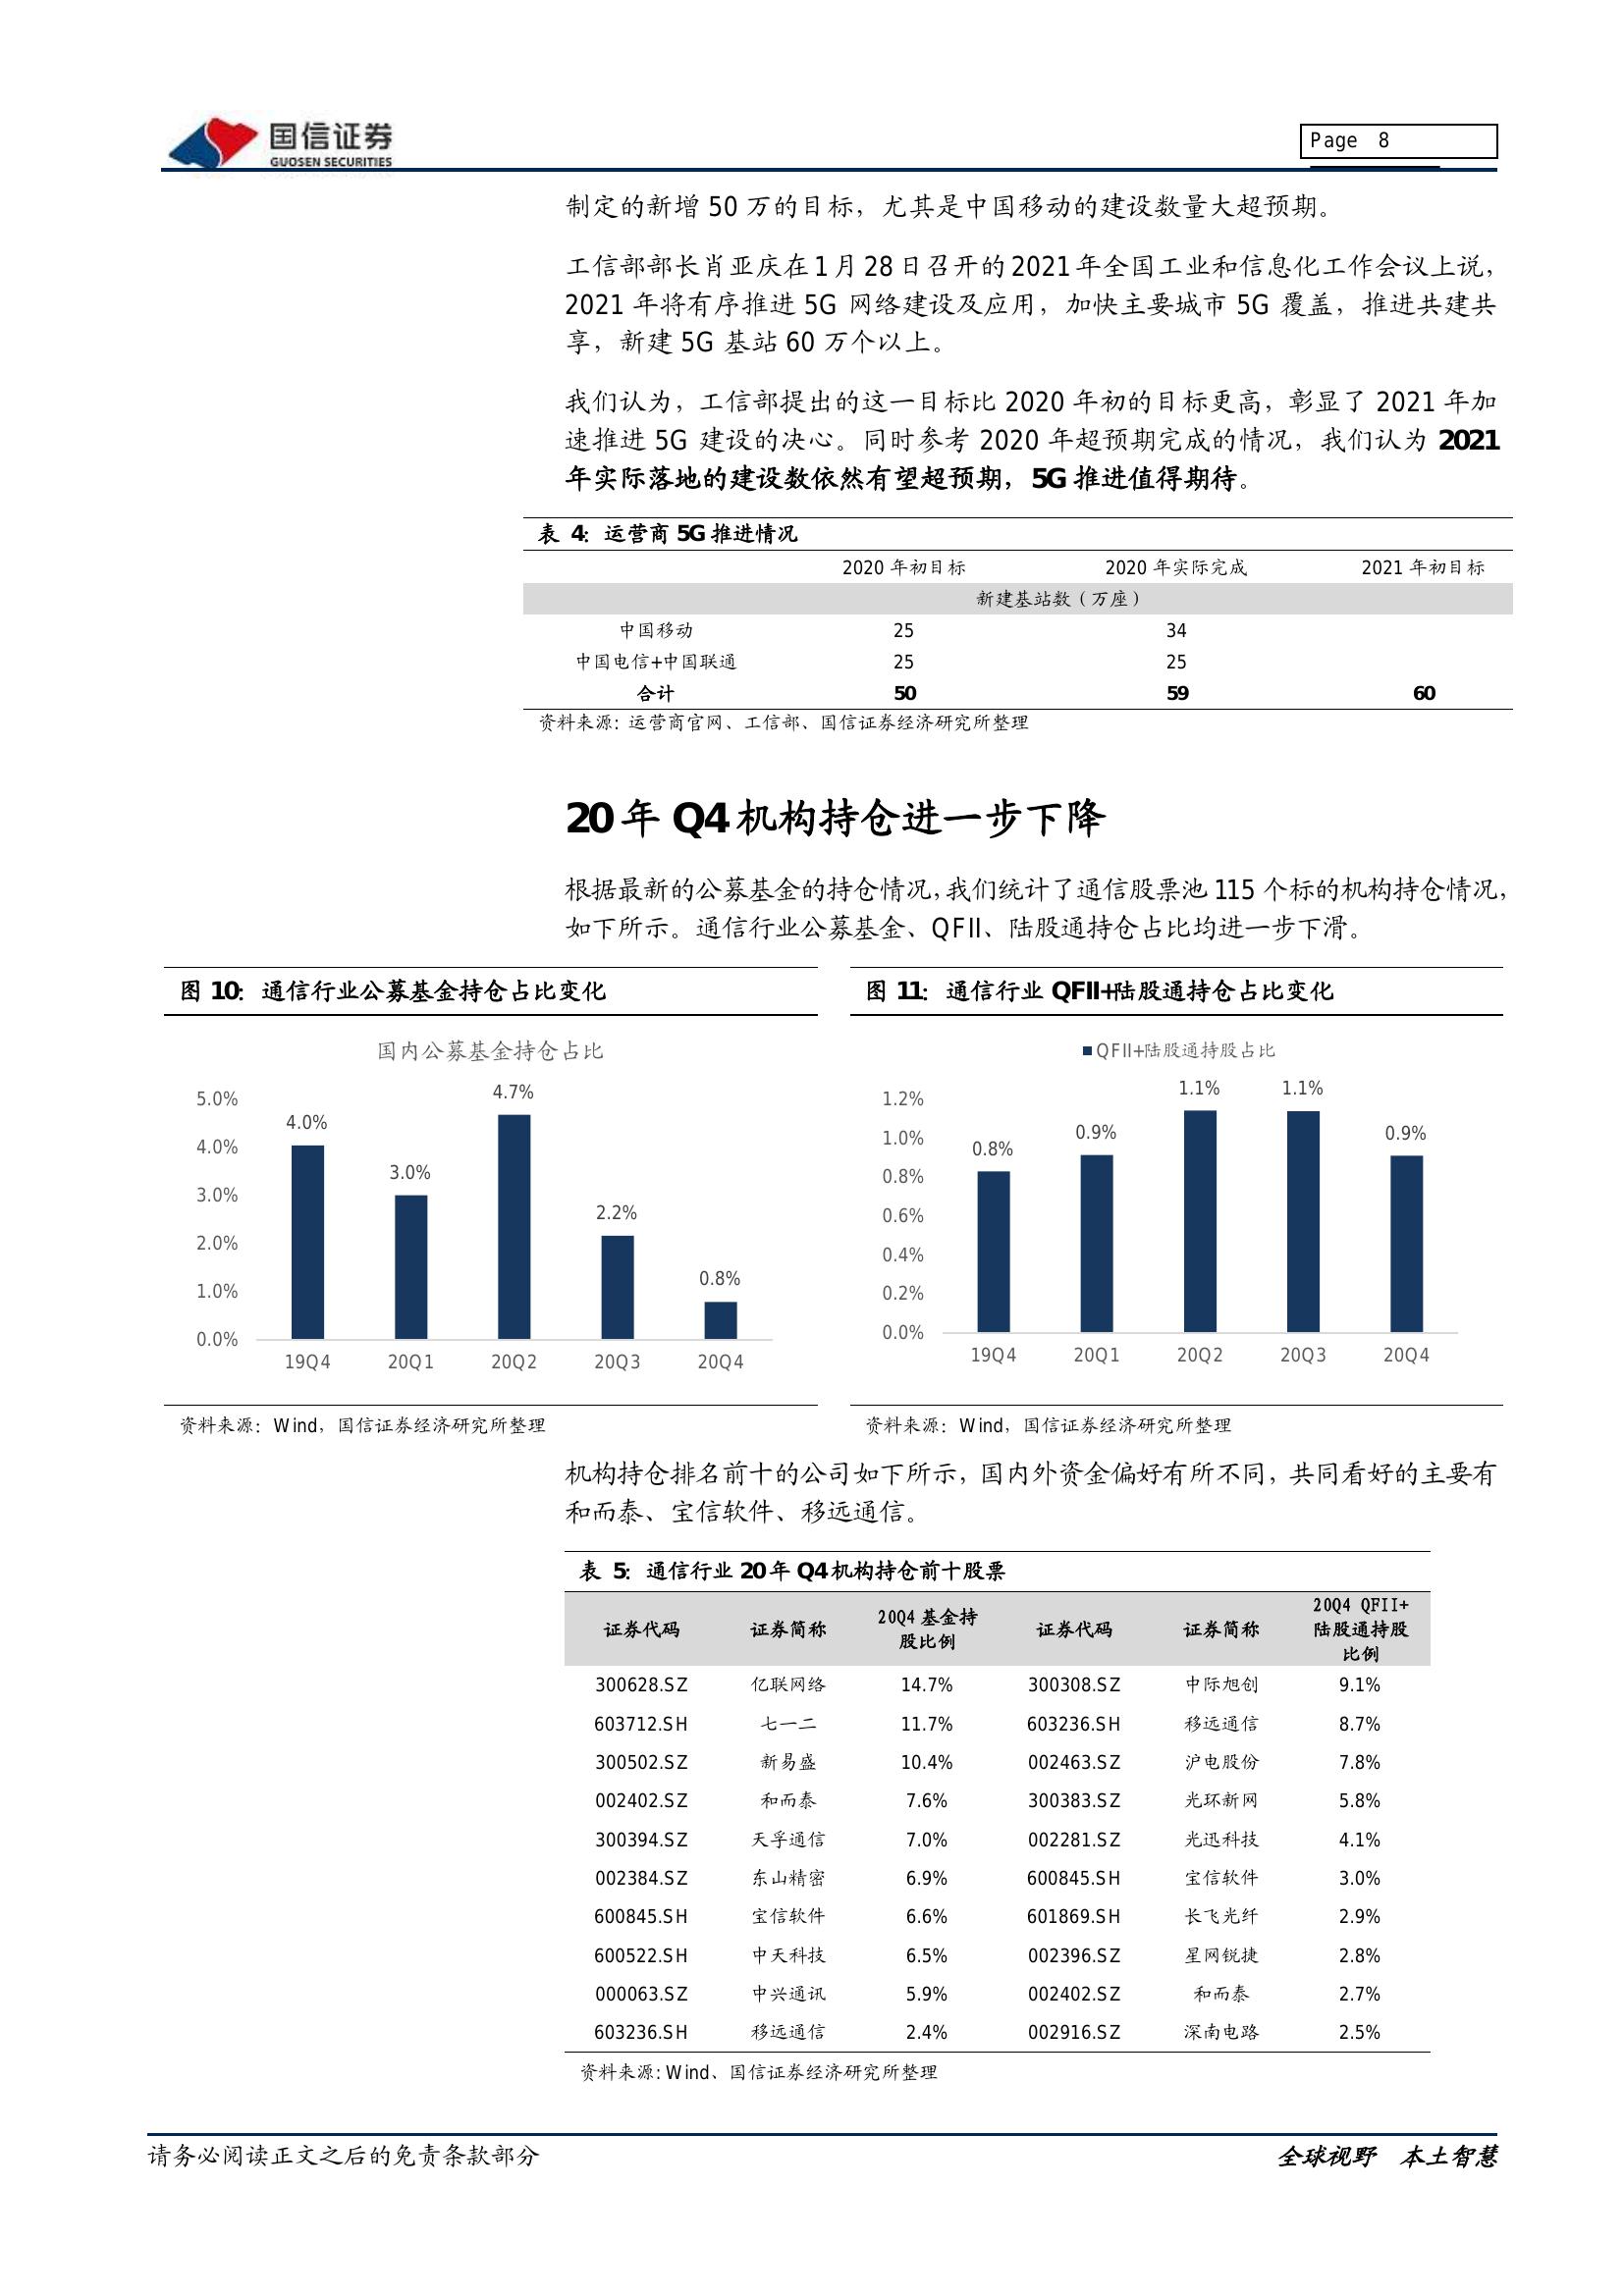 国信证券
GUOSEN SECURITIES
Page 8
制定的新增 50 万的目标，尤其是中国移动的建设数量大超预期。
工信部部长肖亚庆在1月28日召开的2021年全国工业和信息化工作会议上说，
2021 年将有序推进 5G 网络建设及应用，加快主要城市 5G 覆盖，推进共建共
享，新建 5G 基站 60 万个以上。
我们认为，工信部提出的这一目标比 2020 年初的目标更高，彰显了 2021 年加
速推进 5G 建设的决心。同时参考 2020 年超预期完成的情况，我们认为 2021
年实际落地的建设数依然有望超预期，5G 推进值得期待。
表 4：运营商 5G 推进情况
2020 年初目标 2020 年实际完成 2021 年初目标
新建基站数（万座）
中国移动 25 34
中国电信+中国联通 25 25
合计 50 59 60
资料来源：运营商官网、工信部、国信证券经济研究所整理
20 年 Q4 机构持仓进一步下降
根据最新的公募基金的持仓情况，我们统计了通信股票池 115 个标的机构持仓情况，
如下所示。通信行业公募基金、QFII、陆股通持仓占比均进一步下滑。
图 10：通信行业公募基金持仓占比变化
国内公募基金持仓占比
5.0%
4.0%
3.0%
2.0%
1.0%
0.0%
4.0% 3.0% 4.7% 2.2% 0.8%
19Q4 20Q1 20Q2 20Q3 20Q4
资料来源：Wind，国信证券经济研究所整理
图 11：通信行业 QFII+陆股通持仓占比变化
QFII+陆股通持股占比
1.2%
1.0%
0.8%
0.6%
0.4%
0.2%
0.0%
0.8% 0.9% 1.1% 1.1% 0.9%
19Q4 20Q1 20Q2 20Q3 20Q4
资料来源：Wind，国信证券经济研究所整理
机构持仓排名前十的公司如下所示，国内外资金偏好有所不同，共同看好的主要有
和而泰、宝信软件、移远通信。
表 5：通信行业 20 年 Q4 机构持仓前十股票
证券代码 证券简称 20Q4 基金持股比例 证券代码 证券简称 20Q4 QFII+陆股通持股比例
300628.SZ 亿联网络 14.7% 300308.SZ 中际旭创 9.1%
603712.SH 七一二 11.7% 603236.SH 移远通信 8.7%
300502.SZ 新易盛 10.4% 002463.SZ 沪电股份 7.8%
002402.SZ 和而泰 7.6% 300383.SZ 光环新网 5.8%
300394.SZ 天孚通信 7.0% 002281.SZ 光迅科技 4.1%
002384.SZ 东山精密 6.9% 600845.SH 宝信软件 3.0%
600845.SH 宝信软件 6.6% 601869.SH 长飞光纤 2.9%
600522.SH 中天科技 6.5% 002396.SZ 星网锐捷 2.8%
000063.SZ 中兴通讯 5.9% 002402.SZ 和而泰 2.7%
603236.SH 移远通信 2.4% 002916.SZ 深南电路 2.5%
资料来源：Wind、国信证券经济研究所整理
请务必阅读正文之后的免责条款部分
全球视野 本土智慧